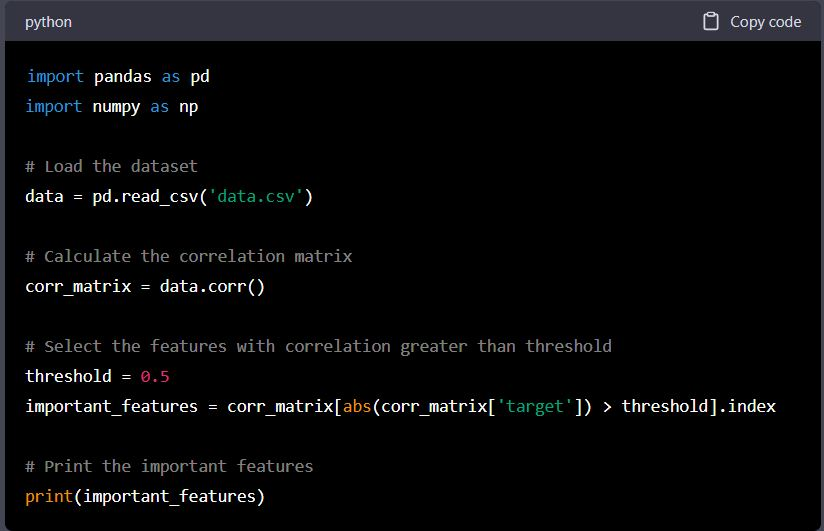 python
Copy code
import pandas as pd
import numpy as np
# Load the dataset
data = pd.read_csv('data.csv')
# Calculate the correlation matrix
corr_matrix = data.corr()
# Select the features with correlation greater than threshold
threshold = 0.5
important_features = corr_matrix[abs(corr_matrix['target']) > threshold].index
# Print the important features
print(important_features)